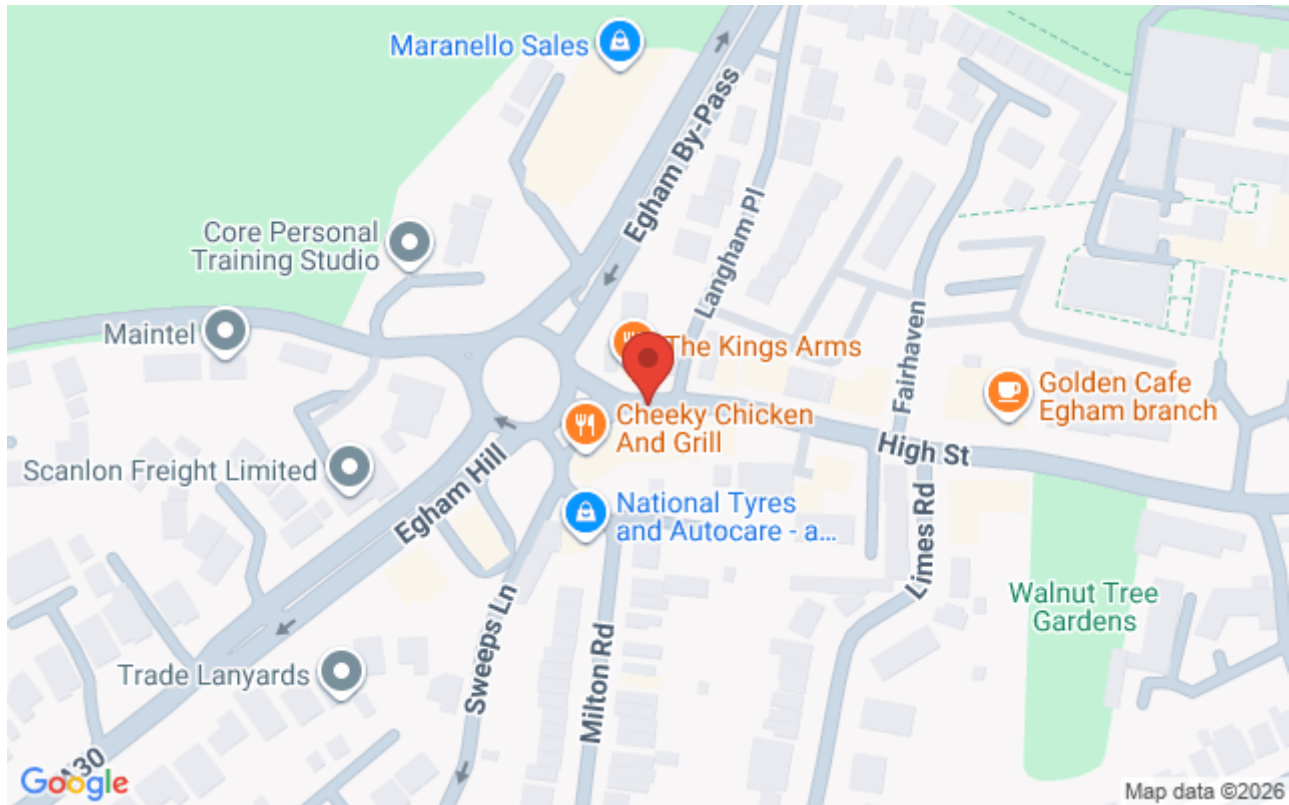 Maranello Sales
Egham By-Pass
Core Personal
Training Studio
Langham Pl
Maintel
The Kings Arms
Fairhaven
Golden Cafe
Egham branch
Cheeky Chicken
And Grill
High St
Scanlon Freight Limited
Egham Hill
National Tyres
and Autocare - a...
Limes Rd
Walnut Tree
Gardens
Sweeps Ln
Milton Rd
Trade Lanyards
A30
Google
Map data ©2026